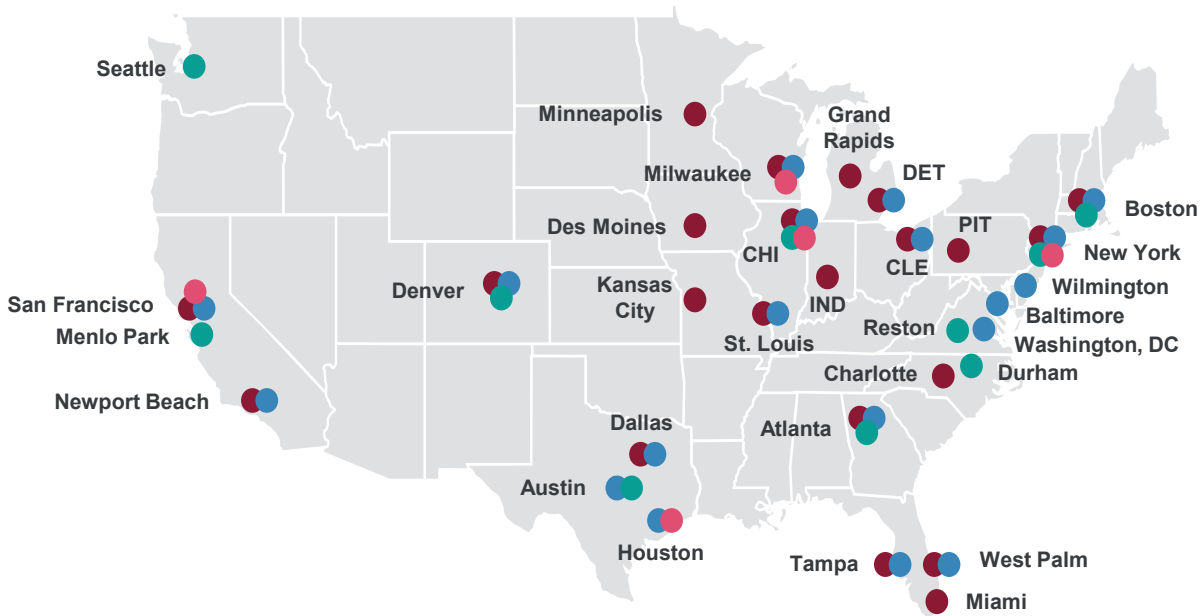 Seattle
Minneapolis
Grand
Rapids
Milwaukee
DET
Boston
Des Moines
CHI
PIT
CLE
New York
San Francisco
Denver
Kansas
City
IND
Wilmington
Baltimore
Menlo Park
St. Louis
Reston
Washington, DC
Charlotte
Durham
Newport Beach
Dallas
Atlanta
Austin
Houston
Tampa
West Palm
Miami